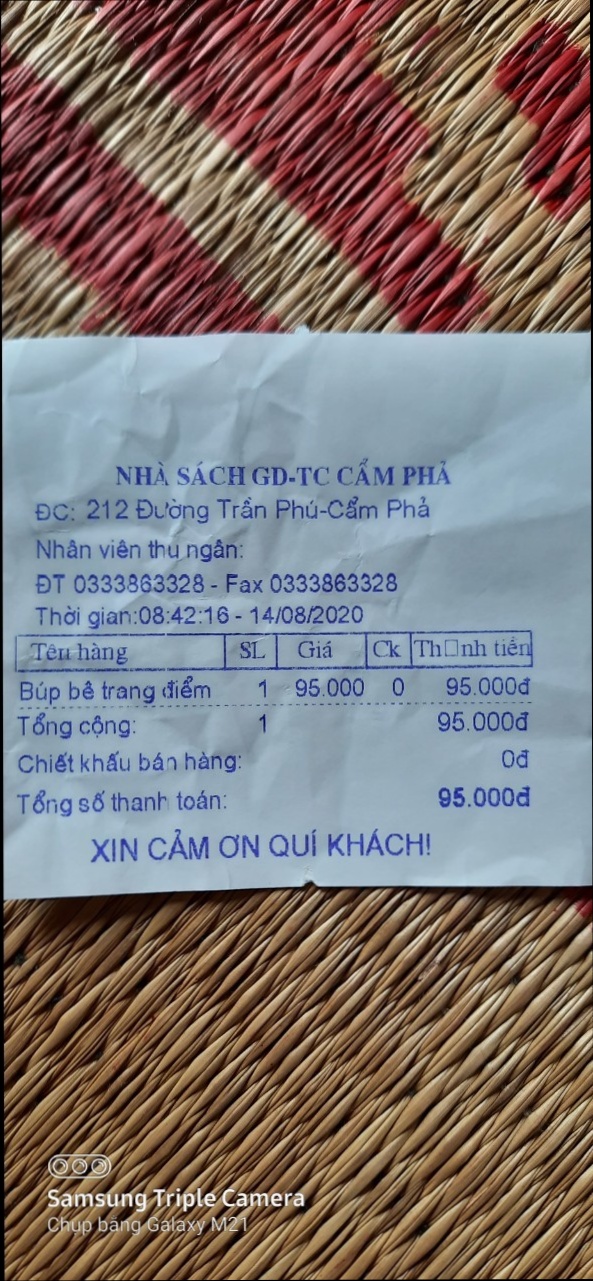 NHÀ SÁCH GD-TC CẨM PHẢ
ĐC: 212 Đường Trần Phú-Cẩm Phả
Nhân viên thu ngân:
ĐT 0333863328 - Fax 0333863328
Thời gian:08:42:16 - 14/08/2020
Tên hàng SL Giá Ck Th□nh tiền
Búp bê trang điểm 1 95.000 0 95.000đ
Tổng cộng: 1 95.000đ
Chiết khấu bán hàng: 0đ
Tổng số thanh toán: 95.000đ
XIN CẢM ƠN QUÍ KHÁCH!
Samsung Triple Camera
Chụp bằng Galaxy M21